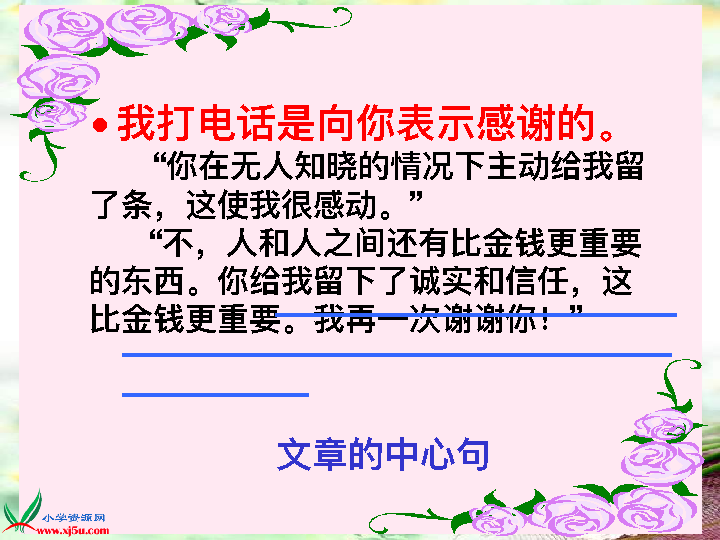 •我打电话是向你表示感谢的。
“你在无人知晓的情况下主动给我留
了条，这使我很感动。”
“不，人和人之间还有比金钱更重要
的东西。你给我留下了诚实和信任，这
比金钱更重要。我再一次谢谢你！”
文章的中心句
小学资源网
www.xj5u.com